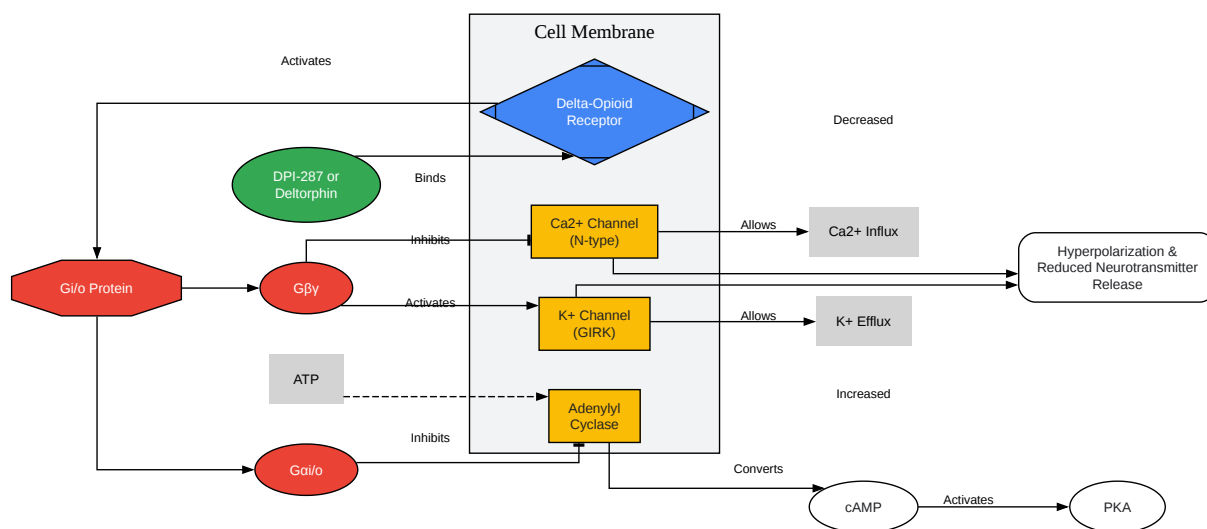 Cell Membrane
Activates
Delta-Opioid
Receptor
Decreased
DPI-287 or
Deltorphin
Binds
Ca2+ Channel
(N-type)
Allows
Ca2+ Influx
Inhibits
Hyperpolarization &
Reduced Neurotransmitter
Release
Gi/o Protein
Gβγ
Activates
K+ Channel
(GIRK)
Allows
K+ Efflux
ATP
Increased
Adenylyl
Cyclase
Inhibits
Gαi/o
Converts
cAMP
Activates
PKA